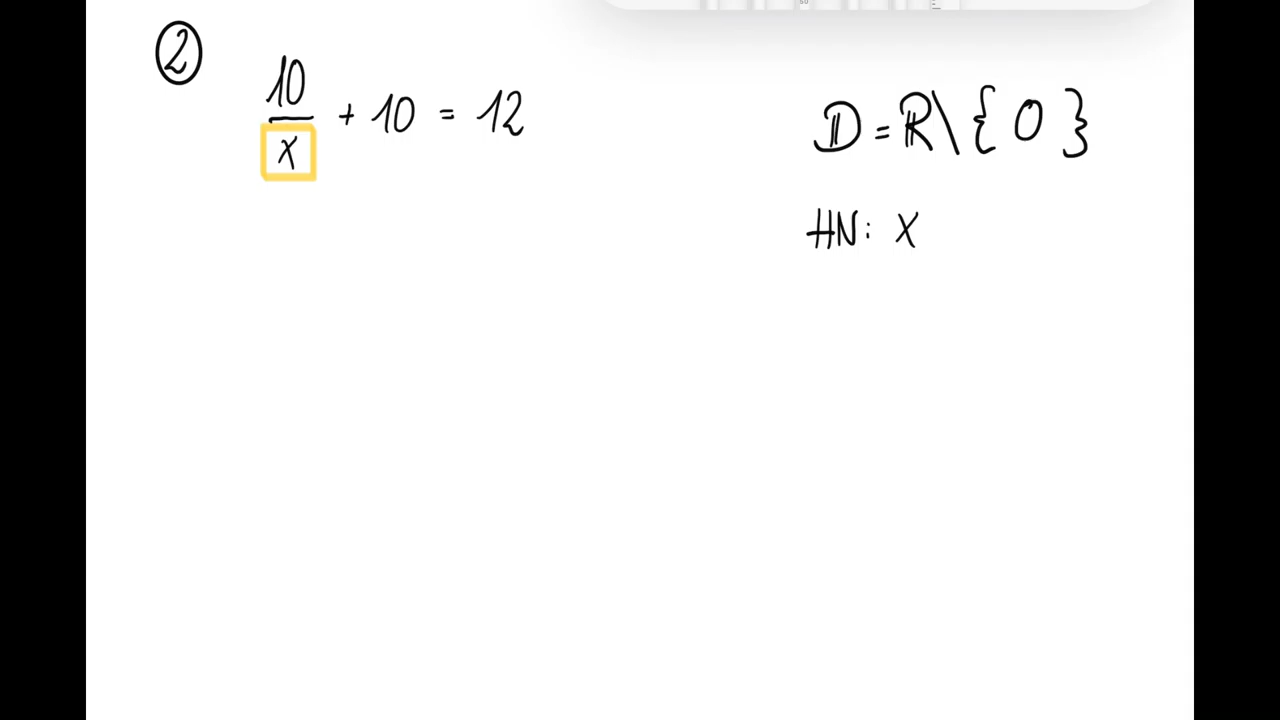 ② 10/x + 10 = 12
𝔻 = ℝ\{0}
HN: x